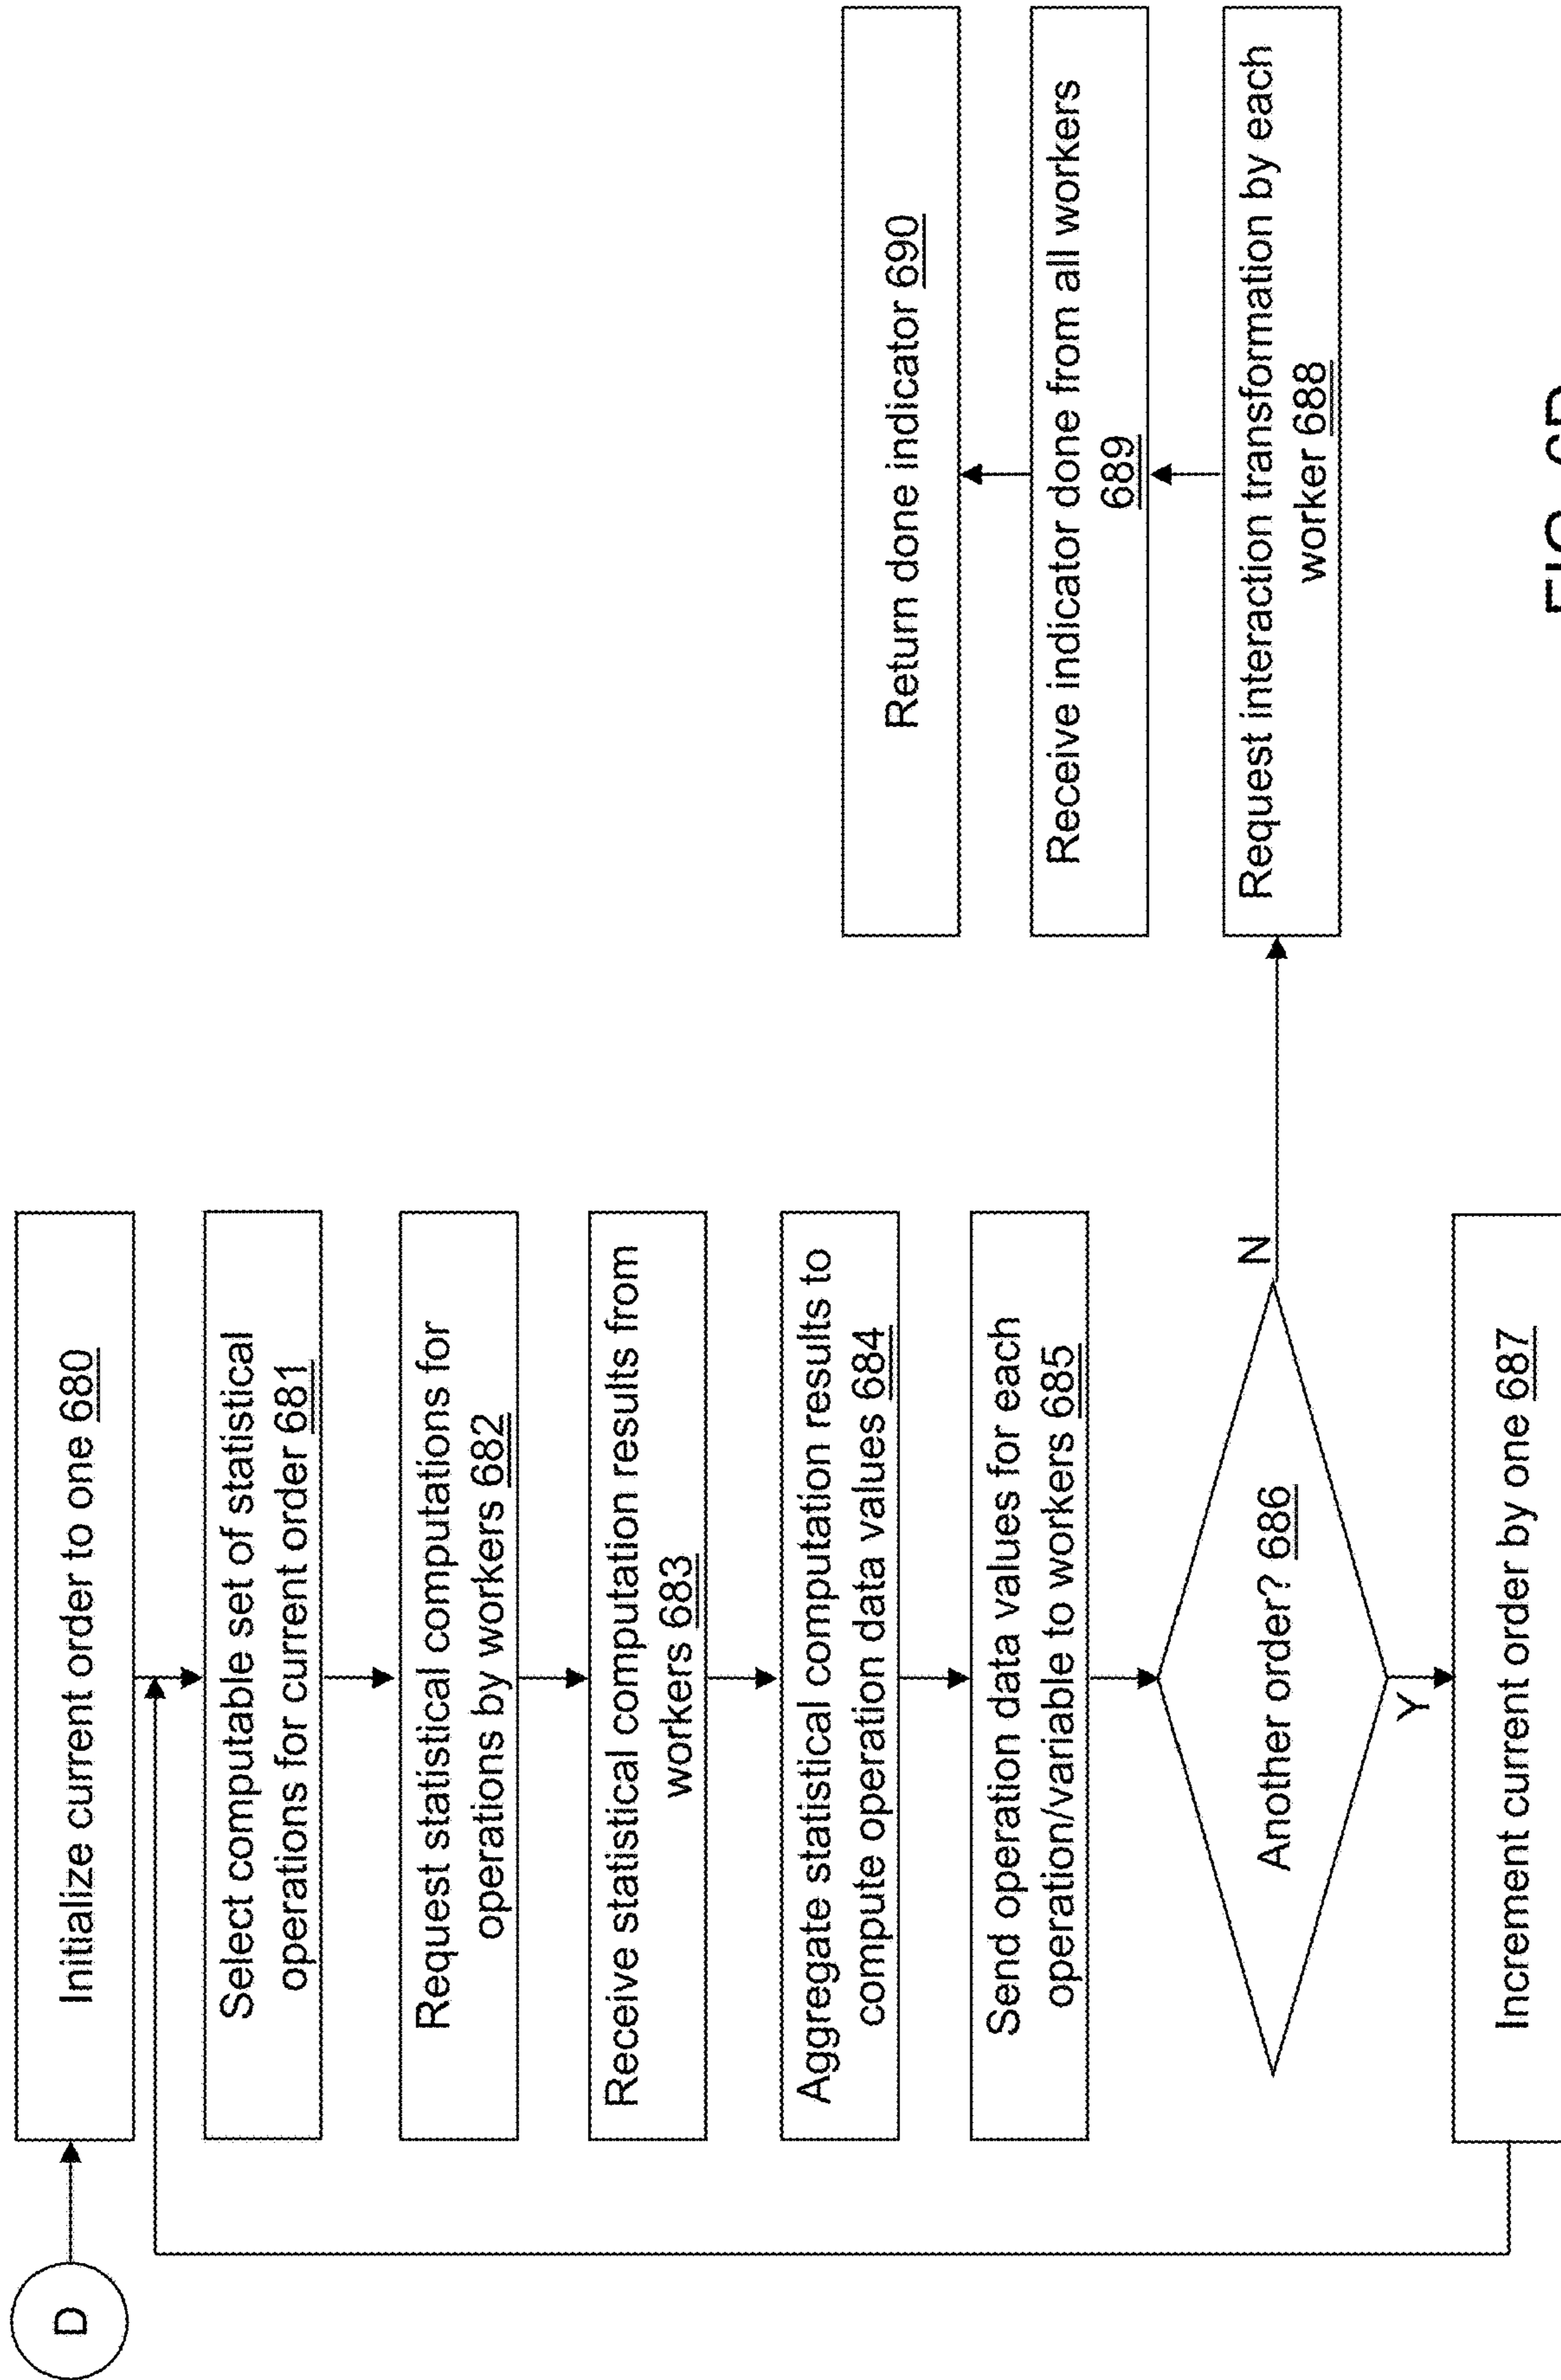 D
Initialize current order to one 680
Select computable set of statistical
operations for current order 681
Request statistical computations for
operations by workers 682
Receive statistical computation results from
workers 683
Aggregate statistical computation results to
compute operation data values 684
Send operation data values for each
operation/variable to workers 685
Another order? 686
N
Y
Increment current order by one 687
Return done indicator 690
Receive indicator done from all workers
689
Request interaction transformation by each
worker 688
FIG.